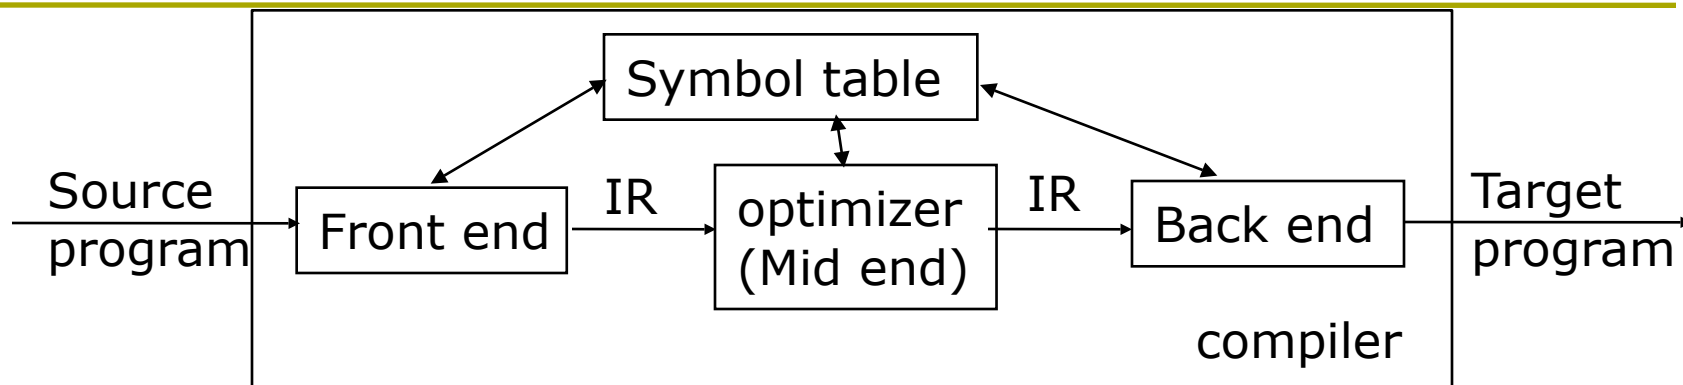 Symbol table
Source
program
Front end
IR
optimizer
(Mid end)
IR
Back end
Target
program
compiler